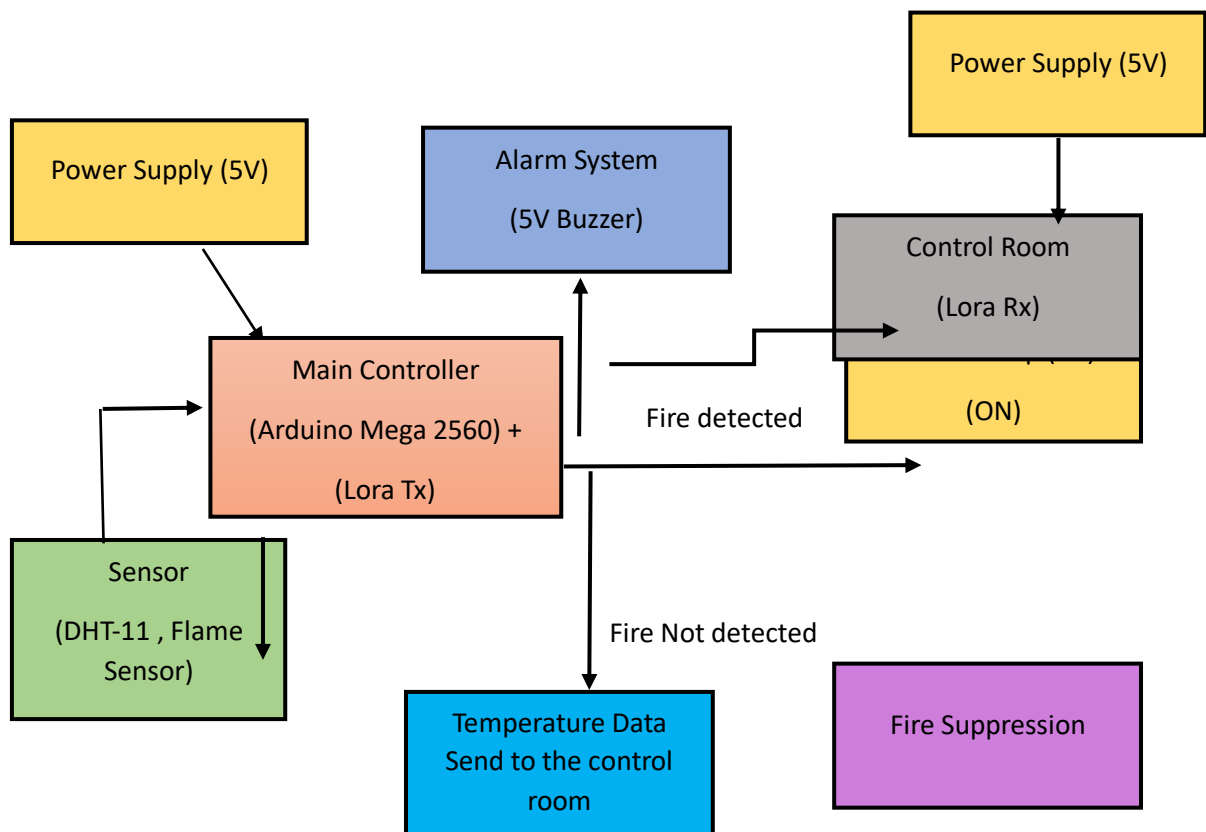 Power Supply (5V)
Power Supply (5V)
Alarm System
(5V Buzzer)
Control Room
(Lora Rx)
(ON)
Main Controller
(Arduino Mega 2560) +
(Lora Tx)
Fire detected
Sensor
(DHT-11 , Flame
Sensor)
Fire Not detected
Temperature Data
Send to the control
room
Fire Suppression